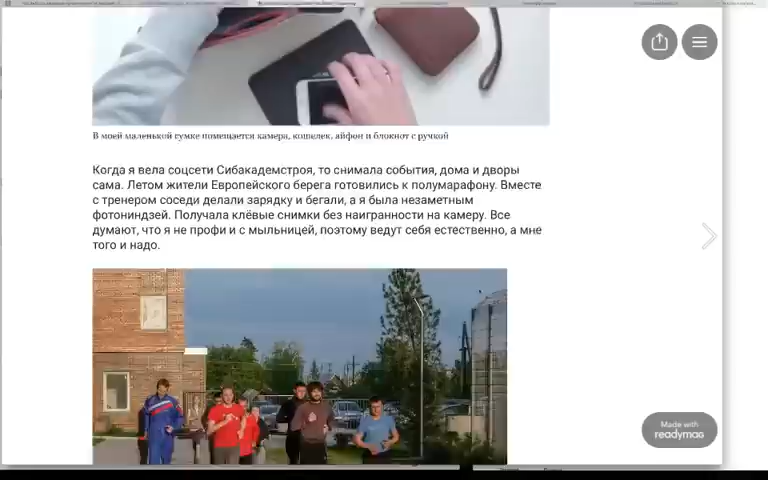 В моей маленькой сумке помещается камера, кошелек, айфон и блокнот с ручкой
Когда я вела соцсети Сибакадемстроя, то снимала события, дома и дворы
сама. Летом жители Европейского берега готовились к полумарафону. Вместе
с тренером соседи делали зарядку и бегали, а я была незаметным
фотониндзей. Получала клёвые снимки без наигранности на камеру. Все
думают, что я не профи и с мыльницей, поэтому ведут себя естественно, а мне
того и надо.
Made with
readymag